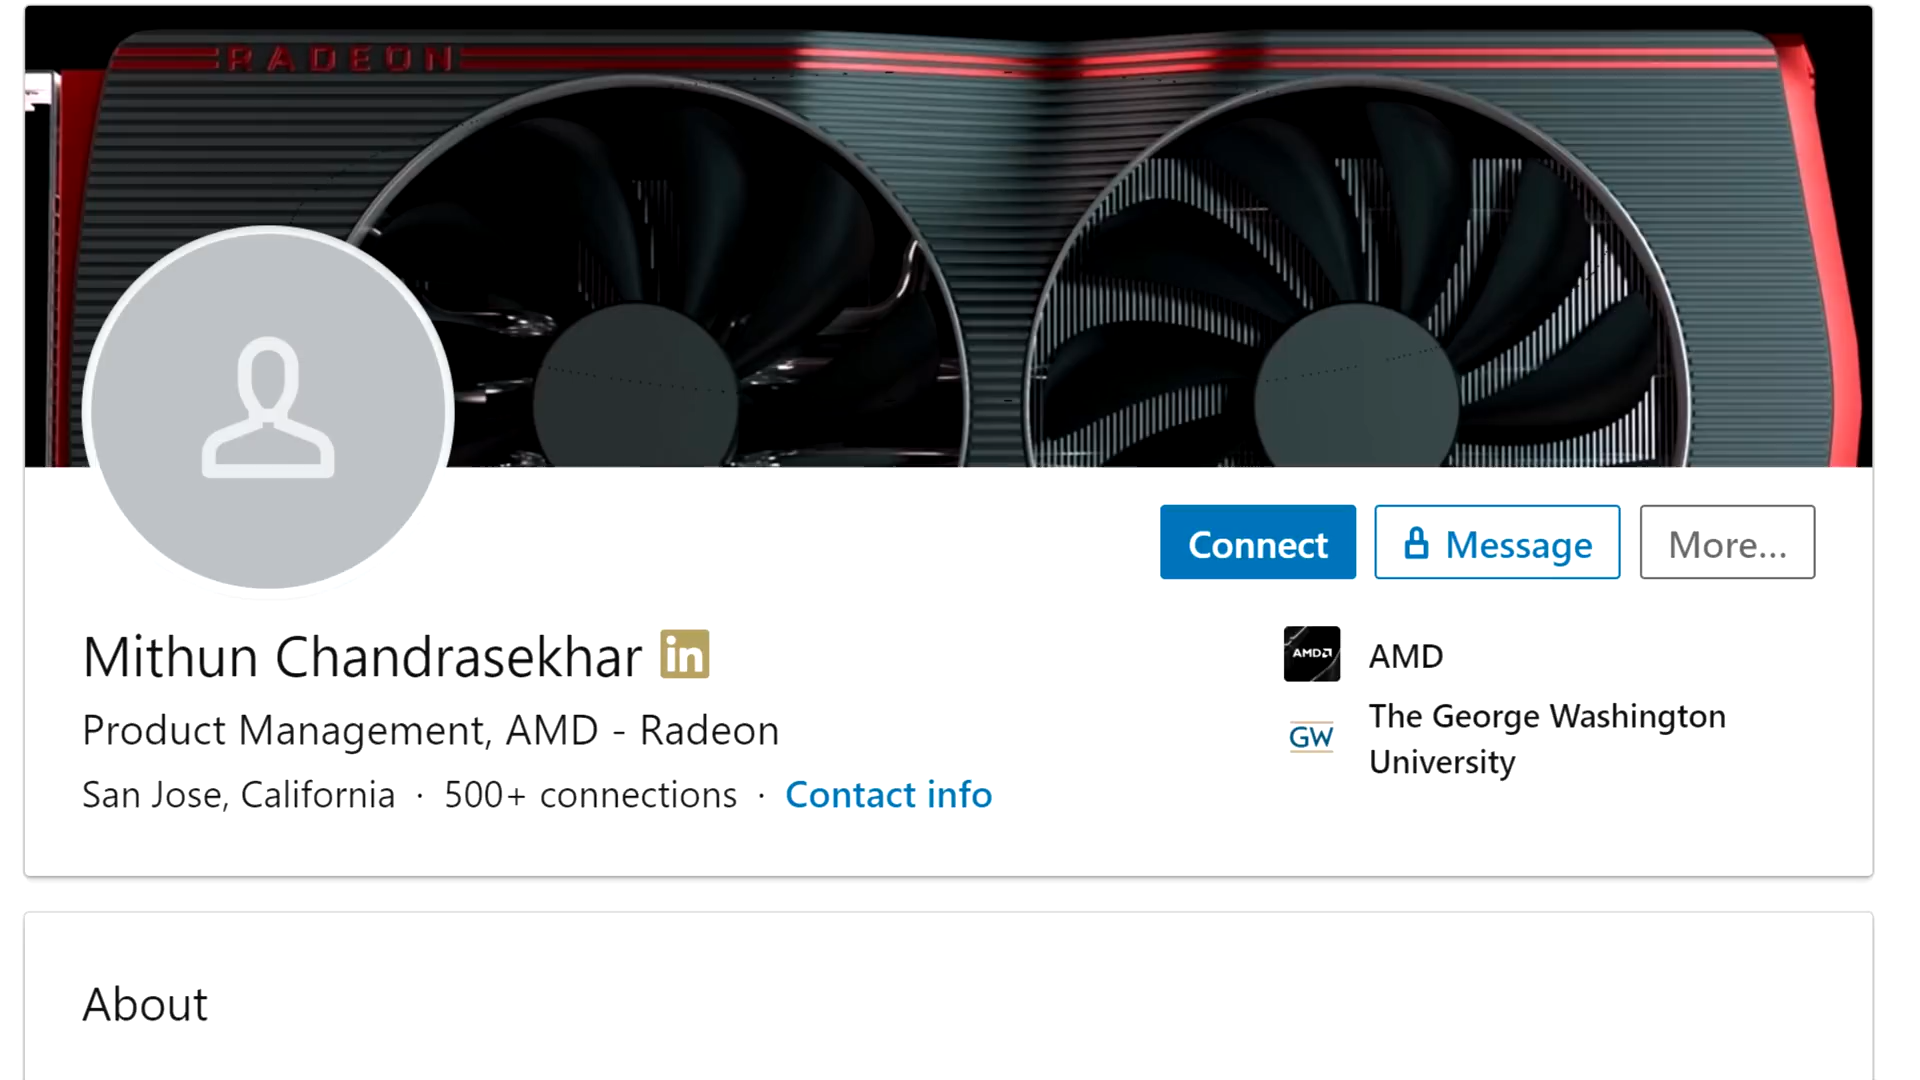 RADEON
Connect
Message
More...
Mithun Chandrasekhar in
AMD
AMD
Product Management, AMD - Radeon
GW
The George Washington
University
San Jose, California · 500+ connections · Contact info
About